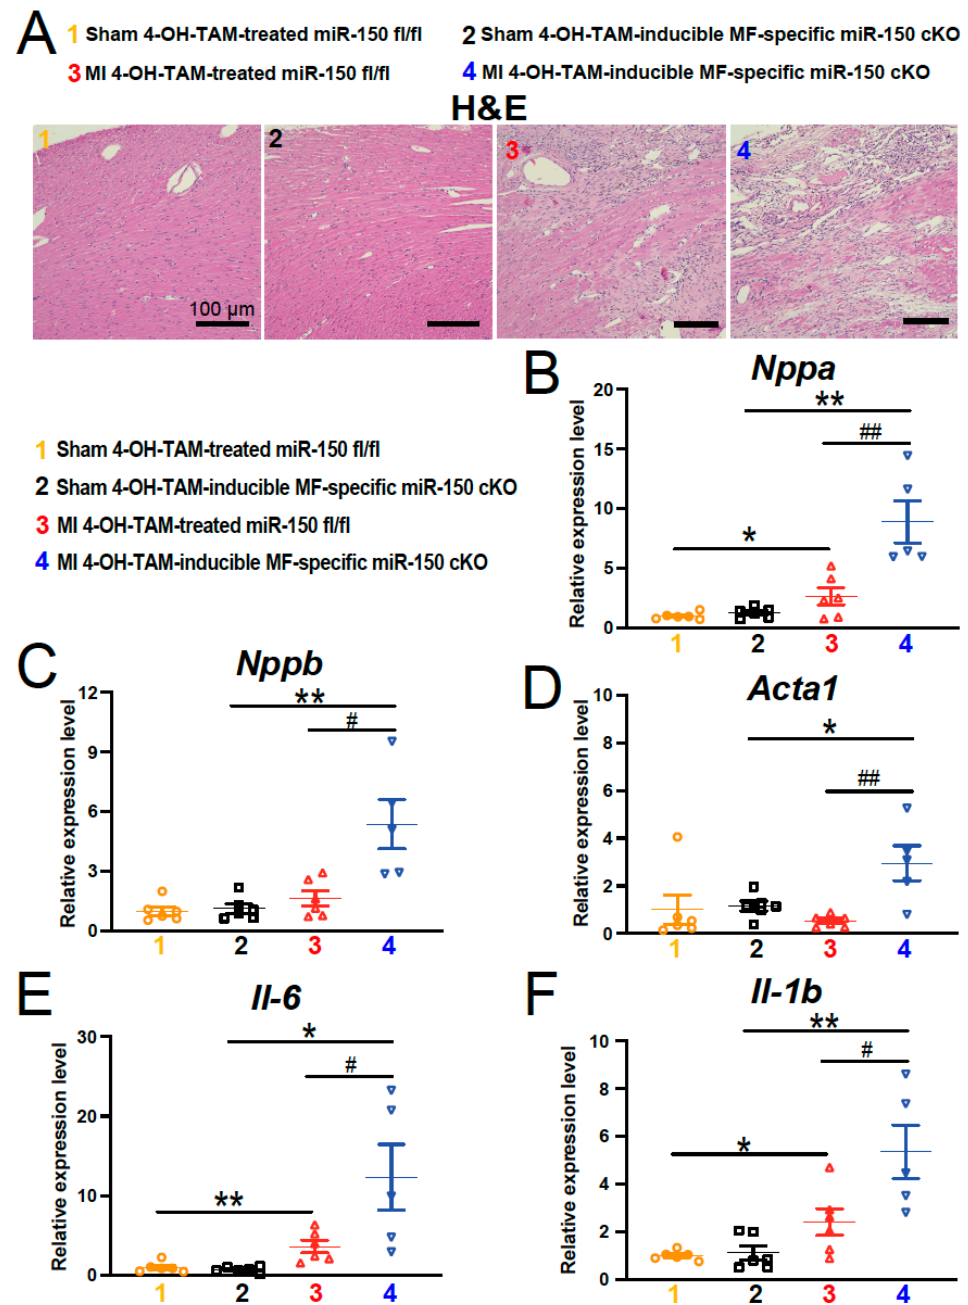 A
1 Sham 4-OH-TAM-treated miR-150 fl/fl
2 Sham 4-OH-TAM-inducible MF-specific miR-150 cKO
3 MI 4-OH-TAM-treated miR-150 fl/fl
4 MI 4-OH-TAM-inducible MF-specific miR-150 cKO
H&E
1
2
3
4
100 µm
1 Sham 4-OH-TAM-treated miR-150 fl/fl
2 Sham 4-OH-TAM-inducible MF-specific miR-150 cKO
3 MI 4-OH-TAM-treated miR-150 fl/fl
4 MI 4-OH-TAM-inducible MF-specific miR-150 cKO
B
Nppa
Relative expression level
20
15
10
5
0
**
##
*
1 2 3 4
C
Nppb
Relative expression level
12
9
6
3
0
**
#
1 2 3 4
D
Acta1
Relative expression level
10
8
6
4
2
0
*
##
1 2 3 4
E
Il-6
Relative expression level
30
20
10
0
*
#
**
1 2 3 4
F
Il-1b
Relative expression level
10
8
6
4
2
0
**
#
*
1 2 3 4